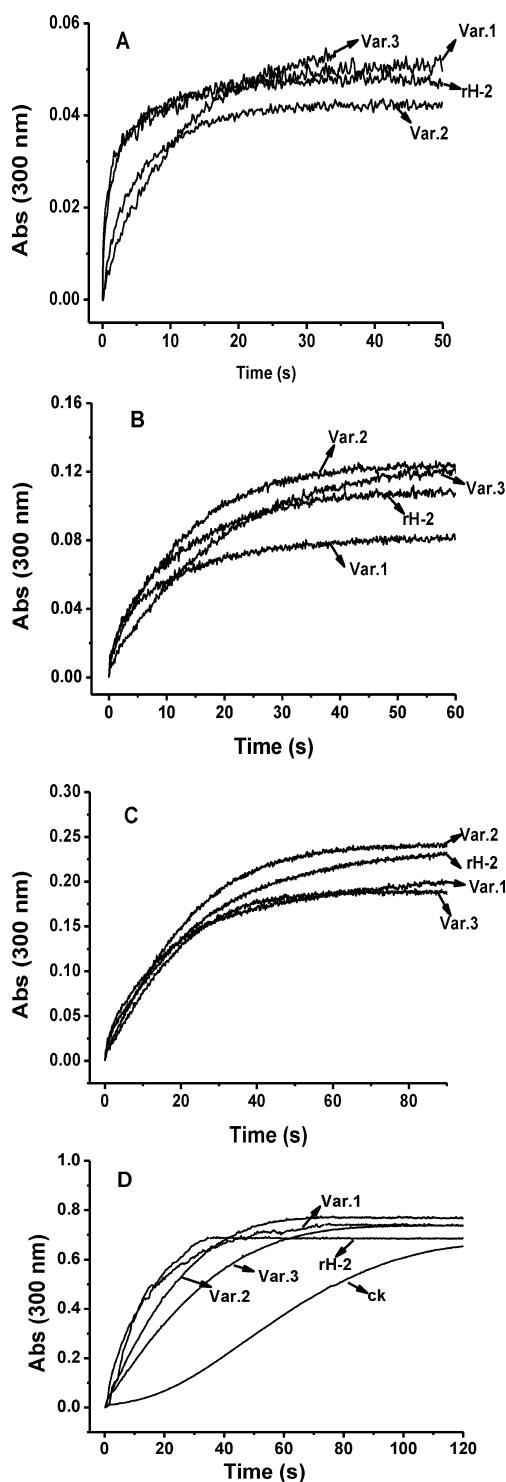 A
0.06
Var.3
Var.1
rH-2
Var.2
0.04
0.02
0.00
Abs (300 nm)
0 10 20 30 40 50
Time (s)
B
0.16
0.12
0.08
0.04
0.00
Var.2
Var.3
rH-2
Var.1
Abs (300 nm)
0 10 20 30 40 50 60
Time (s)
C
0.30
0.25
0.20
0.15
0.10
0.05
0.00
Var.2
rH-2
Var.1
Var.3
Abs (300 nm)
0 20 40 60 80
Time (s)
D
1.0
0.8
0.6
0.4
0.2
0.0
Var.1
rH-2
Var.3
Var.2
ck
Abs (300 nm)
0 20 40 60 80 100 120
Time (s)